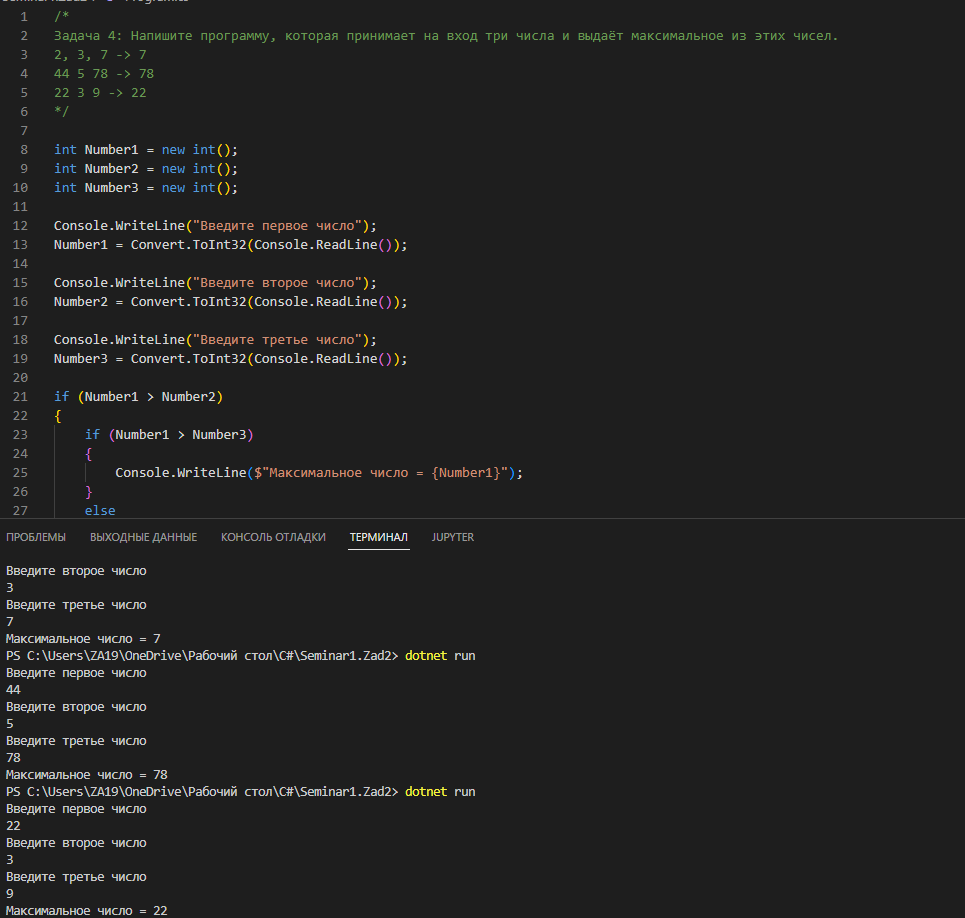 1 /*
2 Задача 4: Напишите программу, которая принимает на вход три числа и выдаёт максимальное из этих чисел.
3 2, 3, 7 -> 7
4 44 5 78 -> 78
5 22 3 9 -> 22
6 */
7
8 int Number1 = new int();
9 int Number2 = new int();
10 int Number3 = new int();
11
12 Console.WriteLine("Введите первое число");
13 Number1 = Convert.ToInt32(Console.ReadLine());
14
15 Console.WriteLine("Введите второе число");
16 Number2 = Convert.ToInt32(Console.ReadLine());
17
18 Console.WriteLine("Введите третье число");
19 Number3 = Convert.ToInt32(Console.ReadLine());
20
21 if (Number1 > Number2)
22 {
23 if (Number1 > Number3)
24 {
25 Console.WriteLine($"Максимальное число = {Number1}");
26 }
27 else
ПРОБЛЕМЫ ВЫХОДНЫЕ ДАННЫЕ КОНСОЛЬ ОТЛАДКИ ТЕРМИНАЛ JUPYTER
Введите второе число
3
Введите третье число
7
Максимальное число = 7
PS C:\Users\ZA19\OneDrive\Рабочий стол\C#\Seminar1.Zad2> dotnet run
Введите первое число
44
Введите второе число
5
Введите третье число
78
Максимальное число = 78
PS C:\Users\ZA19\OneDrive\Рабочий стол\C#\Seminar1.Zad2> dotnet run
Введите первое число
22
Введите второе число
3
Введите третье число
9
Максимальное число = 22